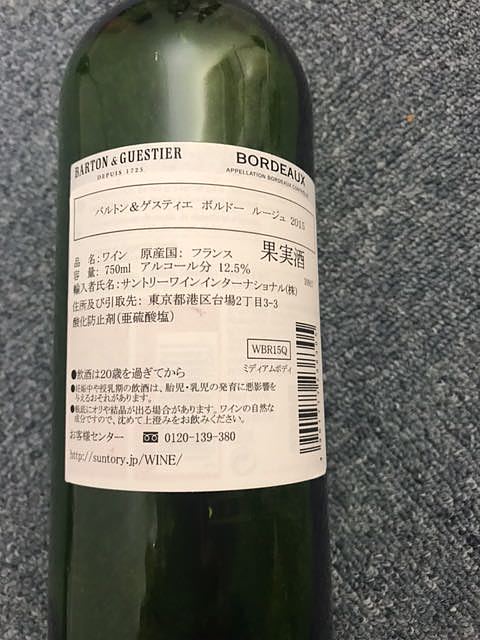 BARTON & GUESTIER
DEPUIS 1725
BORDEAUX
APPELLATION BORDEAUX CONTRÔLÉE
バルトン&ゲスティエ ボルドー ルージュ 2015
品 名:ワイン 原産国: フランス
容 量: 750ml アルコール分 12.5%
果実酒
輸入者氏名:サントリーワインインターナショナル(株)
住所及び引取先: 東京都港区台場2丁目3-3
酸化防止剤(亜硫酸塩)
WBR15Q
ミディアムボディ
●飲酒は20歳を過ぎてから
●妊娠中や授乳期の飲酒は、胎児・乳児の発育に悪影響を
与えるおそれがあります。
●瓶底にオリや結晶が出る場合があります。ワインの自然な
成分ですので、沈めて上澄みをお飲みください。
お客様センター 0120-139-380
http://suntory.jp/WINE/